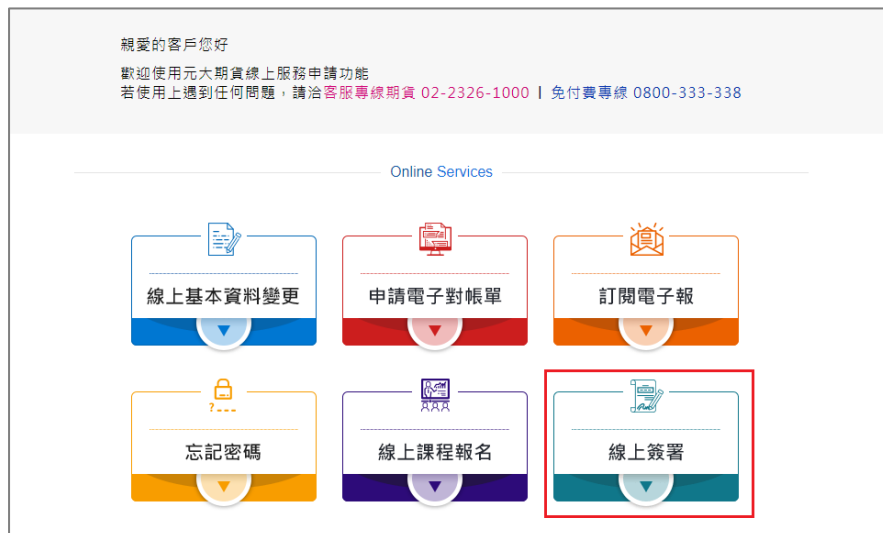 親愛的客戶您好
歡迎使用元大期貨線上服務申請功能
若使用上遇到任何問題，請洽客服專線期貨 02-2326-1000 | 免付費專線 0800-333-338
Online Services
線上基本資料變更
申請電子對帳單
訂閱電子報
忘記密碼
線上課程報名
線上簽署